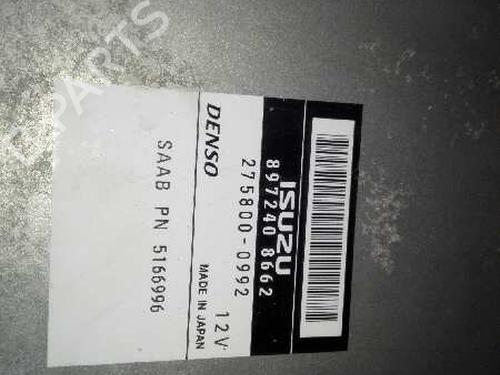 ISUZU
897240 8662
275800-0992 12V
DENSO MADE IN JAPAN
SAAB PN 5166996